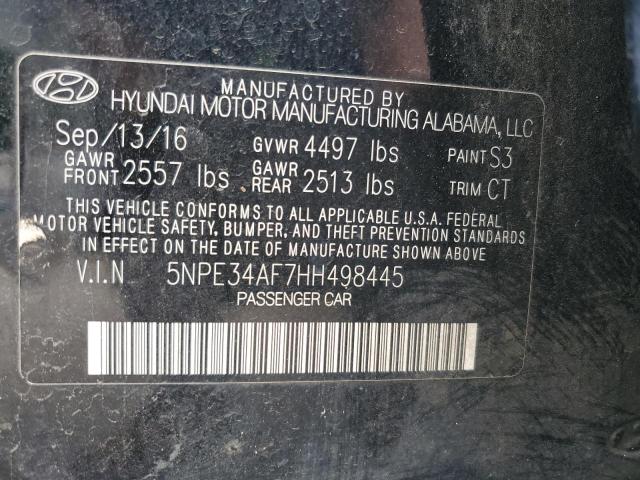 MANUFACTURED BY
HYUNDAI MOTOR MANUFACTURING ALABAMA, LLC
Sep/13/16 GVWR 4497 lbs PAINT S3
GAWR FRONT 2557 lbs GAWR REAR 2513 lbs TRIM CT
THIS VEHICLE CONFORMS TO ALL APPLICABLE U.S.A. FEDERAL
MOTOR VEHICLE SAFETY, BUMPER, AND THEFT PREVENTION STANDARDS
IN EFFECT ON THE DATE OF MANUFACTURE SHOWN ABOVE
V.I.N 5NPE34AF7HH498445
PASSENGER CAR